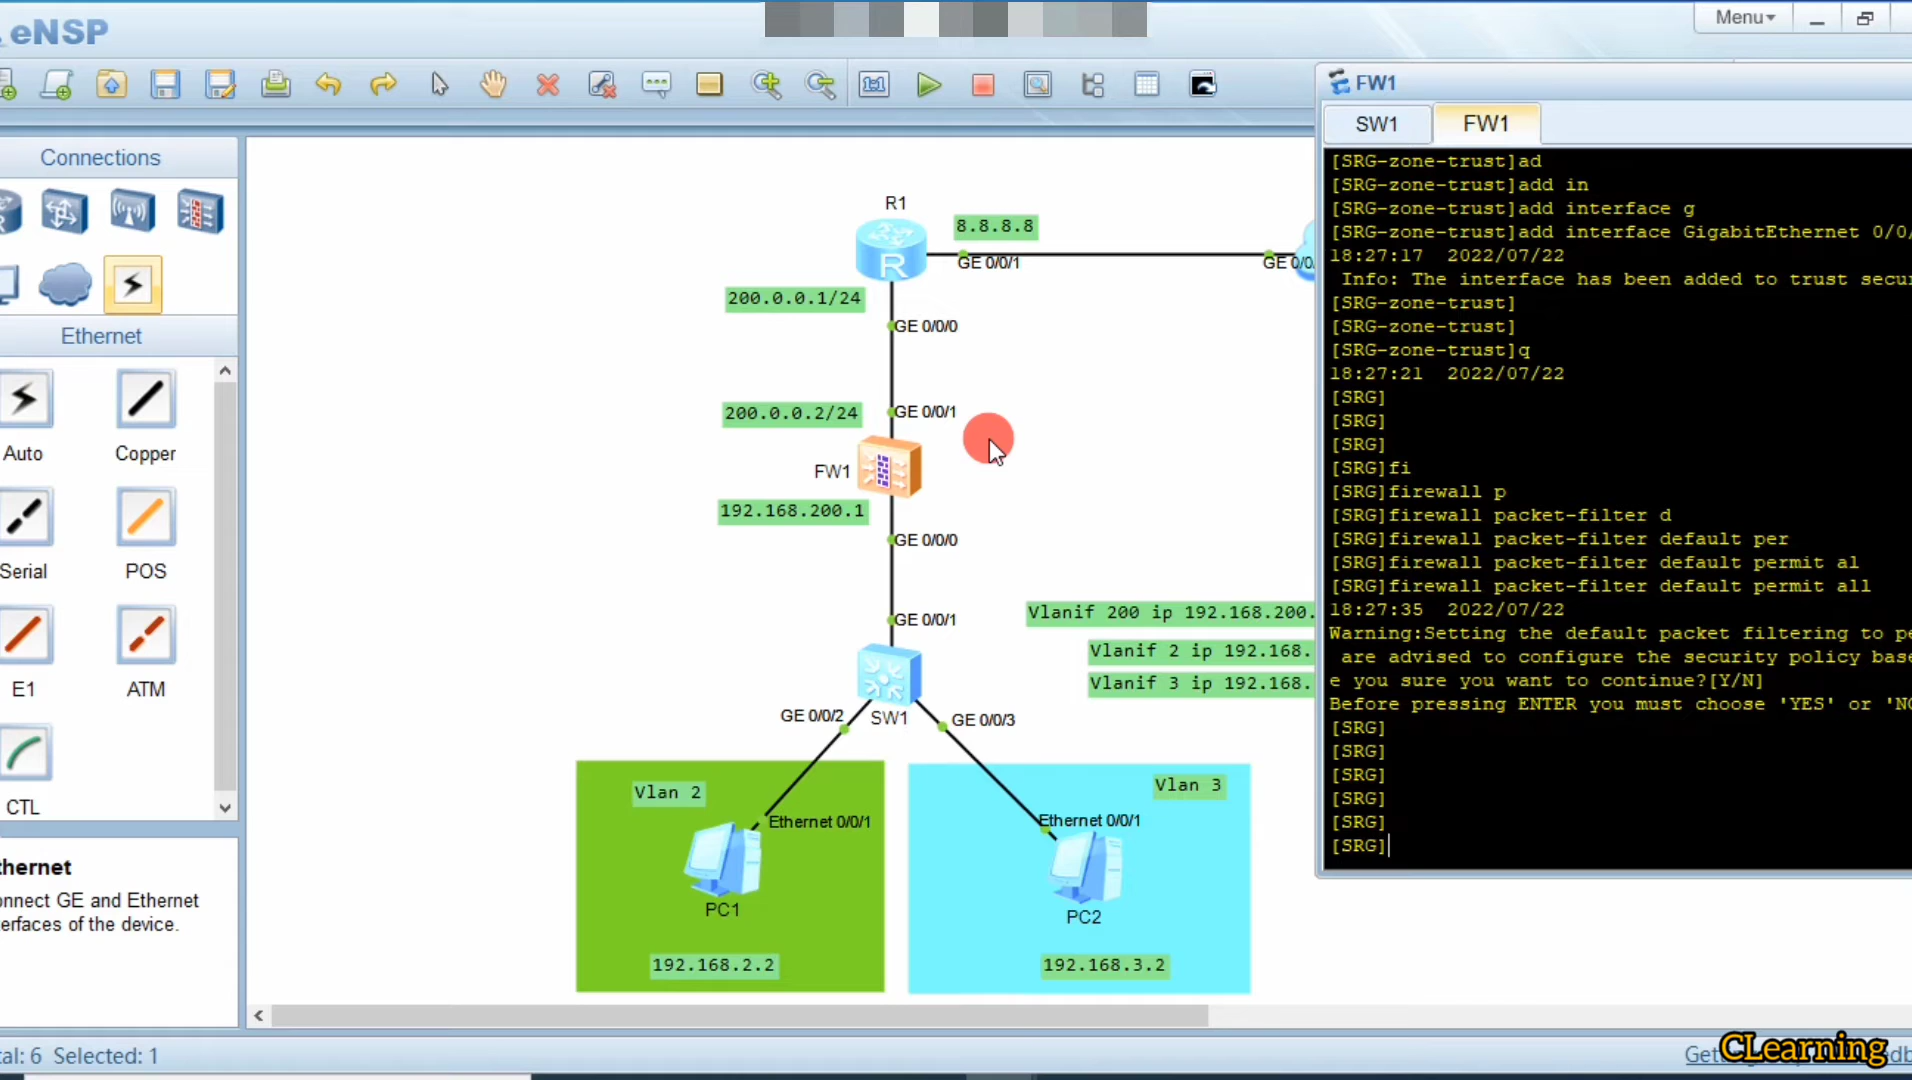 eNSP
Menu
Connections
Ethernet
Auto
Copper
Serial
POS
E1
ATM
CTL
thernet
onnect GE and Ethernet
terfaces of the device.
R1
8.8.8.8
GE 0/0/1
GE 0/0/
200.0.0.1/24
GE 0/0/0
200.0.0.2/24
GE 0/0/1
FW1
192.168.200.1
GE 0/0/0
GE 0/0/1
Vlanif 200 ip 192.168.200.
Vlanif 2 ip 192.168.
Vlanif 3 ip 192.168.
SW1
GE 0/0/2
GE 0/0/3
Vlan 2
Ethernet 0/0/1
PC1
192.168.2.2
Vlan 3
Ethernet 0/0/1
PC2
192.168.3.2
FW1
SW1
FW1
[SRG-zone-trust]ad
[SRG-zone-trust]add in
[SRG-zone-trust]add interface g
[SRG-zone-trust]add interface GigabitEthernet 0/0/
18:27:17 2022/07/22
Info: The interface has been added to trust secur
[SRG-zone-trust]
[SRG-zone-trust]
[SRG-zone-trust]q
18:27:21 2022/07/22
[SRG]
[SRG]
[SRG]
[SRG]fi
[SRG]firewall p
[SRG]firewall packet-filter d
[SRG]firewall packet-filter default per
[SRG]firewall packet-filter default permit al
[SRG]firewall packet-filter default permit all
18:27:35 2022/07/22
Warning:Setting the default packet filtering to pe
are advised to configure the security policy base
e you sure you want to continue?[Y/N]
Before pressing ENTER you must choose 'YES' or 'NO
[SRG]
[SRG]
[SRG]
[SRG]
[SRG]
[SRG]
tal: 6 Selected: 1
CLearning